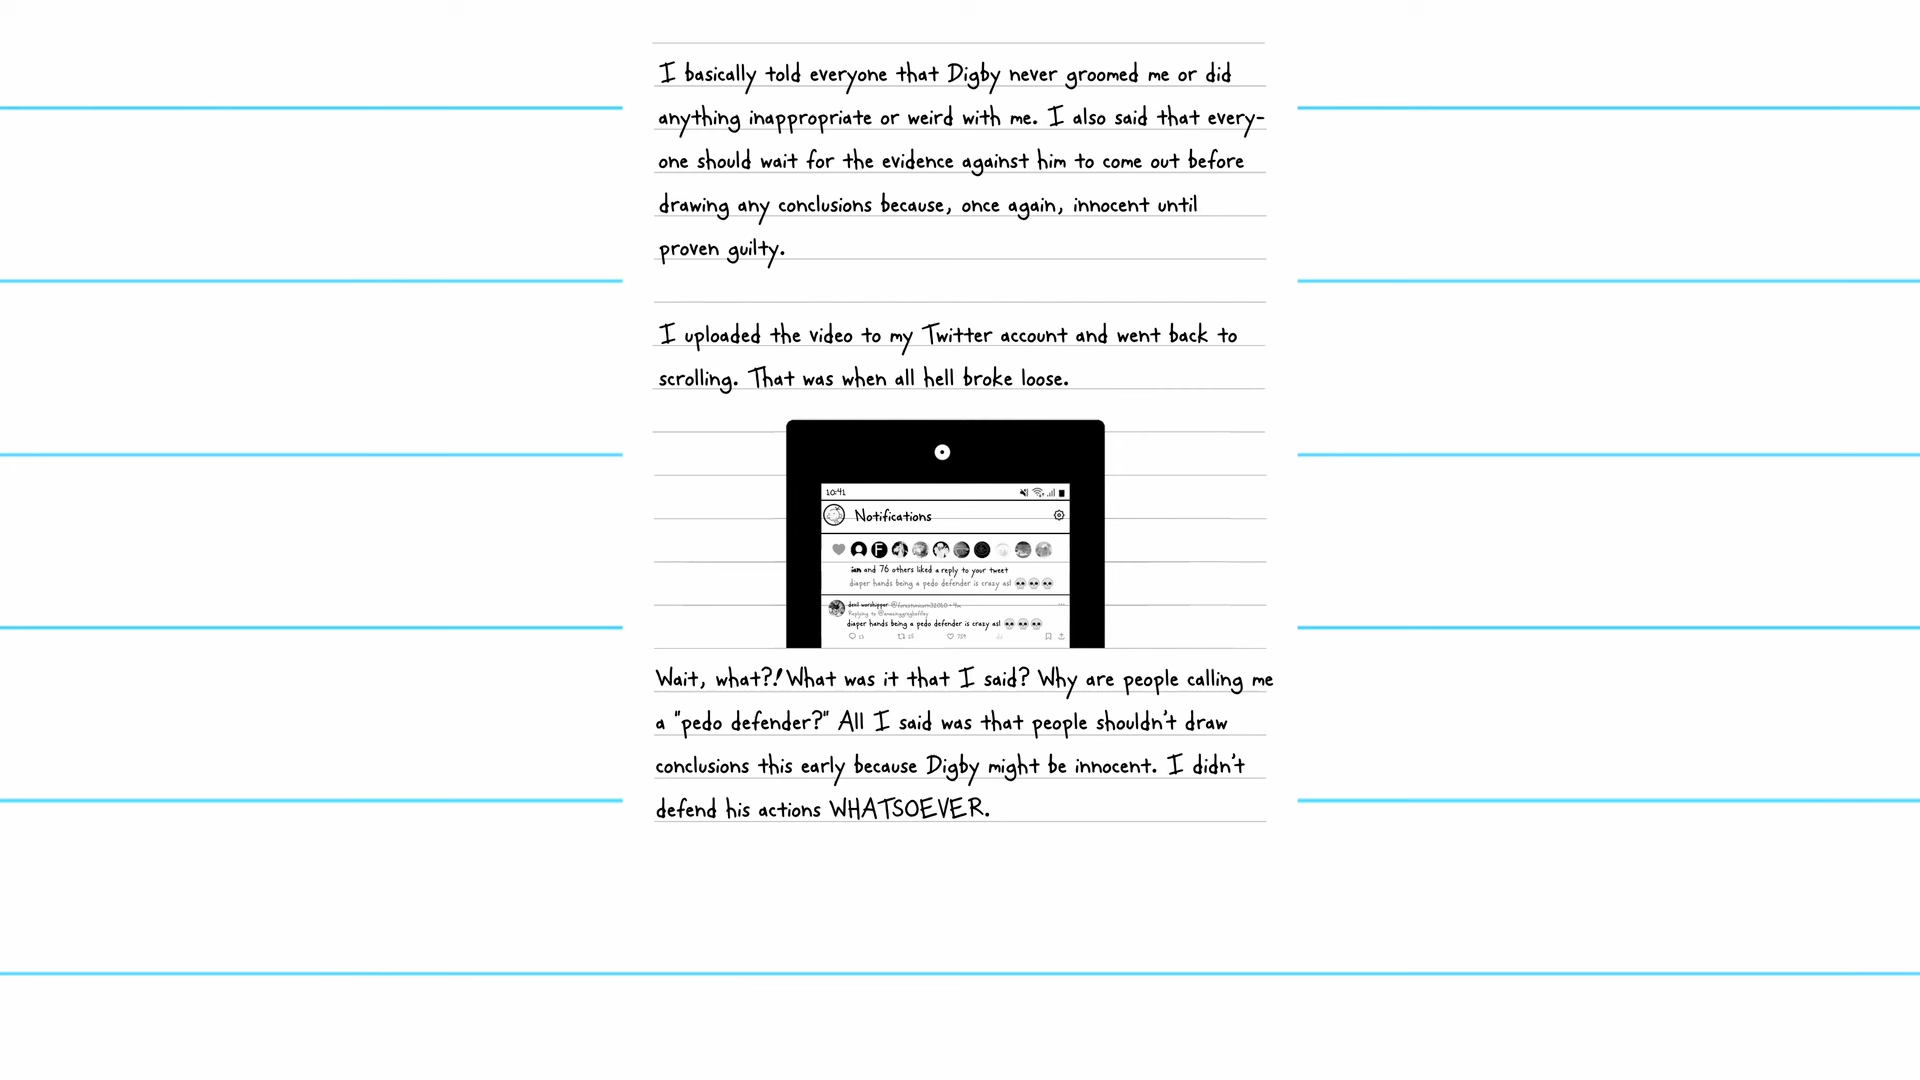 I basically told everyone that Digby never groomed me or did
anything inappropriate or weird with me. I also said that every-
one should wait for the evidence against him to come out before
drawing any conclusions because, once again, innocent until
proven guilty.
I uploaded the video to my Twitter account and went back to
scrolling. That was when all hell broke loose.
10:41
Notifications
F
ian and 76 others liked a reply to your tweet
diaper hands being a pedo defender is crazy asl 💀💀💀
devil worshipper
Replying to
diaper hands being a pedo defender is crazy asl 💀💀💀
Wait, what?! What was it that I said? Why are people calling me
a "pedo defender?" All I said was that people shouldn't draw
conclusions this early because Digby might be innocent. I didn't
defend his actions WHATSOEVER.